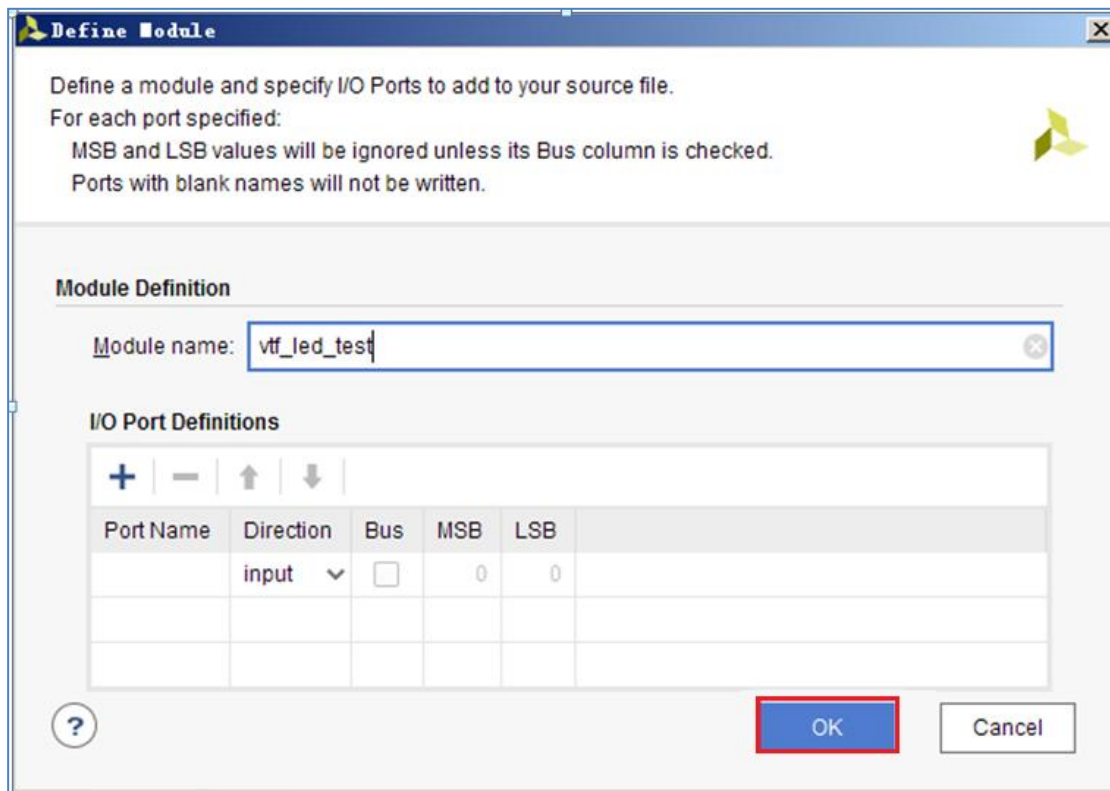 Define Module
Define a module and specify I/O Ports to add to your source file.
For each port specified:
MSB and LSB values will be ignored unless its Bus column is checked.
Ports with blank names will not be written.
Module Definition
Module name: vtf_led_test
I/O Port Definitions
Port Name Direction Bus MSB LSB
input 0 0
? OK Cancel